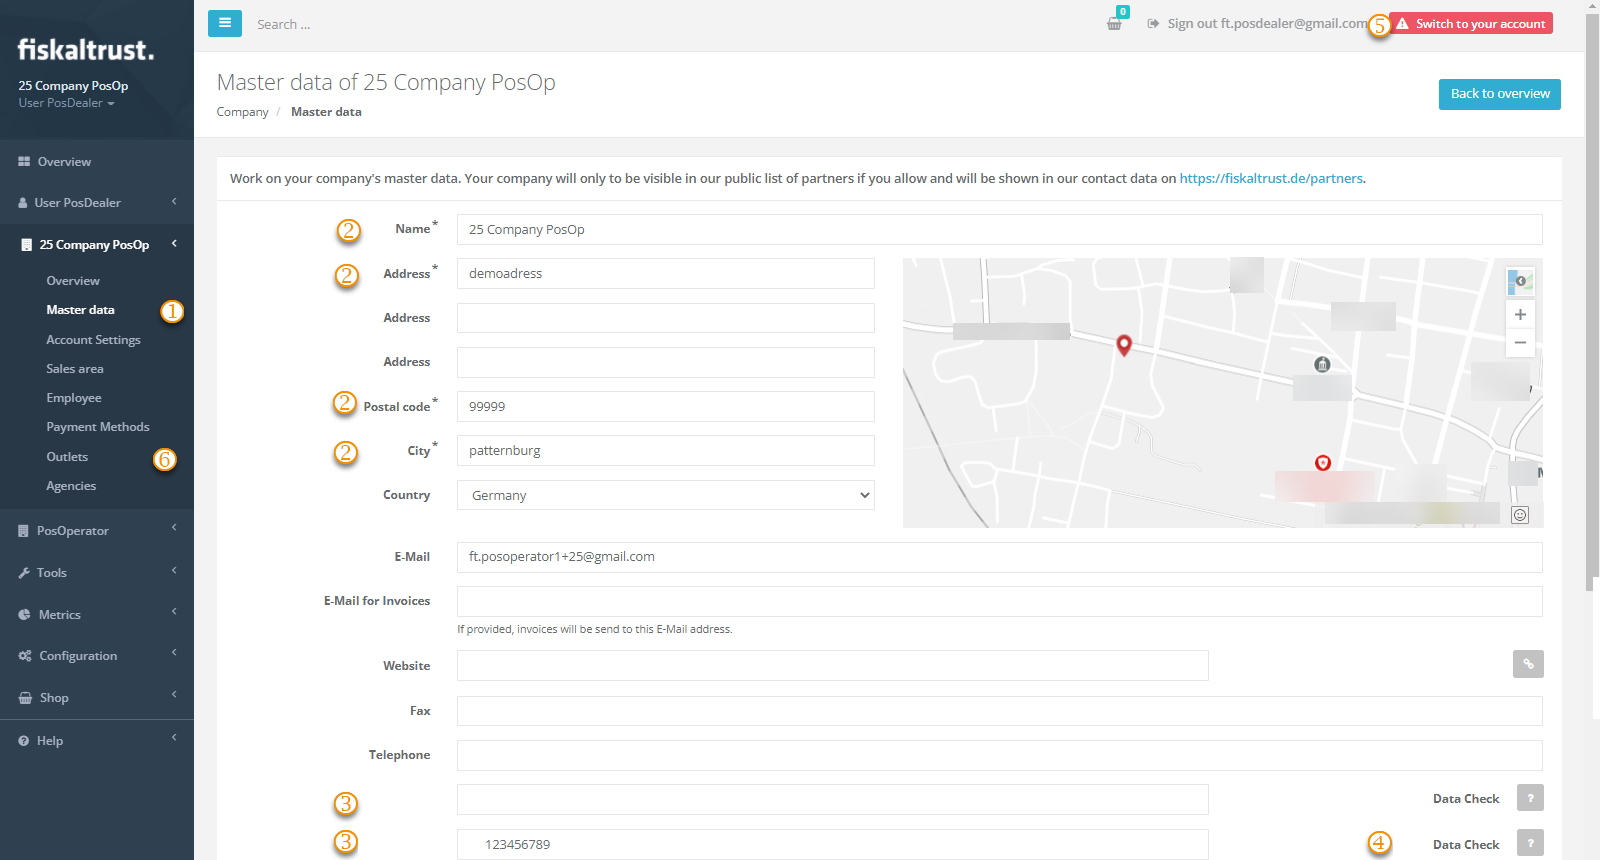 fiskaltrust.
25 Company PosOp
User PosDealer
Overview
User PosDealer
25 Company PosOp
Overview
Master data
1
Account Settings
Sales area
Employee
Payment Methods
Outlets
6
Agencies
PosOperator
Tools
Metrics
Configuration
Shop
Help
Search ...
0
Sign out ft.posdealer@gmail.com
5
Switch to your account
Master data of 25 Company PosOp
Company / Master data
Back to overview
Work on your company's master data. Your company will only to be visible in our public list of partners if you allow and will be shown in our contact data on https://fiskaltrust.de/partners.
2 Name* 25 Company PosOp
2 Address* demoadress
Address
Address
2 Postal code* 99999
2 City* patternburg
Country Germany
+
−
E-Mail ft.posoperator1+25@gmail.com
E-Mail for Invoices
If provided, invoices will be send to this E-Mail address.
Website
Fax
Telephone
3 Data Check ?
3 123456789 4 Data Check ?